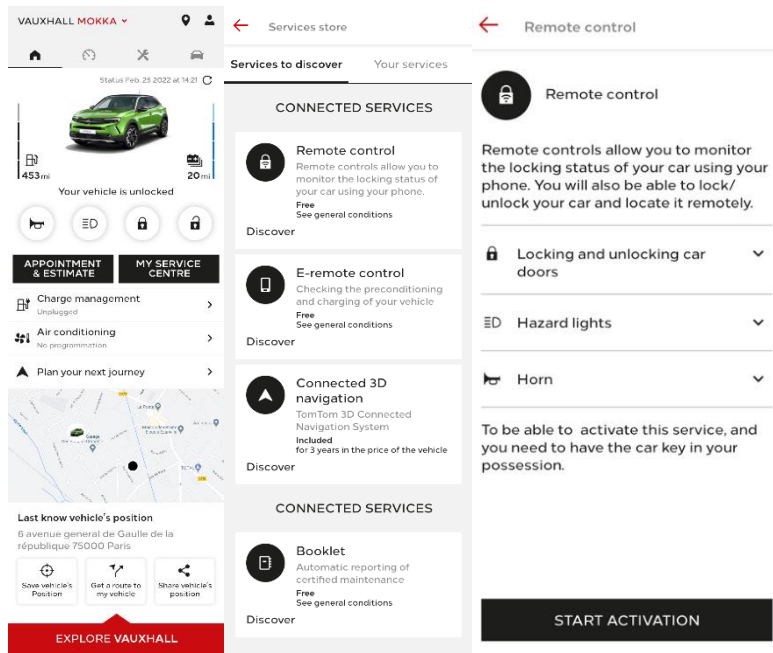 VAUXHALL MOKKA
Status Feb. 25 2022 at 14:21
453mi
20mi
Your vehicle is unlocked
APPOINTMENT
& ESTIMATE
MY SERVICE
CENTRE
Charge management
Unplugged
Air conditioning
No programmation
Plan your next journey
La Poste
Last know vehicle's position
6 avenue general de Gaulle de la
république 75000 Paris
Save vehicle's
Position
Get a route to
my vehicle
Share vehicle's
position
EXPLORE VAUXHALL
Services store
Services to discover
Your services
CONNECTED SERVICES
Remote control
Remote controls allow you to
monitor the locking status of
your car using your phone.
Free
See general conditions
Discover
E-remote control
Checking the preconditioning
and charging of your vehicle
Free
See general conditions
Discover
Connected 3D
navigation
TomTom 3D Connected
Navigation System
Included
for 3 years in the price of the vehicle
Discover
CONNECTED SERVICES
Booklet
Automatic reporting of
certified maintenance
Free
See general conditions
Discover
Remote control
Remote control
Remote controls allow you to monitor
the locking status of your car using your
phone. You will also be able to lock/
unlock your car and locate it remotely.
Locking and unlocking car
doors
Hazard lights
Horn
To be able to activate this service, and
you need to have the car key in your
possession.
START ACTIVATION